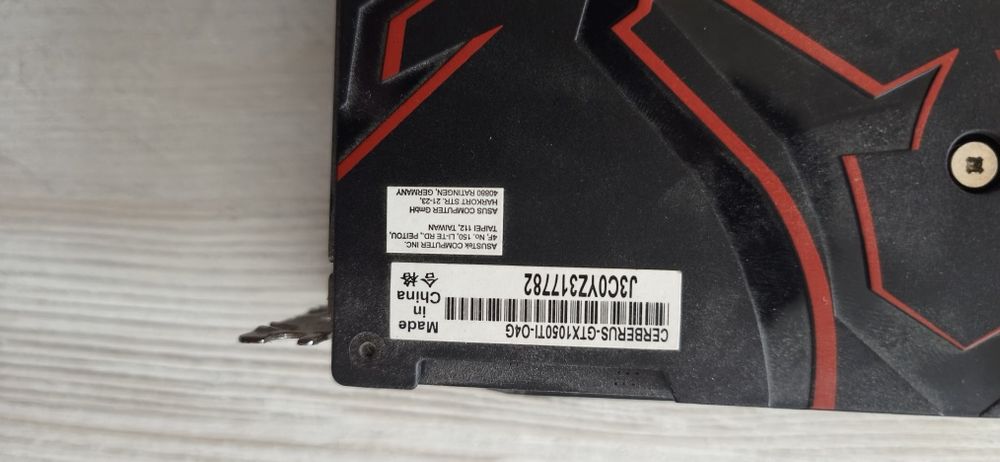 CERBERUS-GTX1050TI-O4G
J3C0YZ317782
Made
in
China
合格
ASUSTek COMPUTER INC.
4F, No. 150, LI-TE RD., PEITOU,
TAIPEI 112, TAIWAN
ASUS COMPUTER GmbH
HARKORT STR. 21-23,
40880 RATINGEN, GERMANY